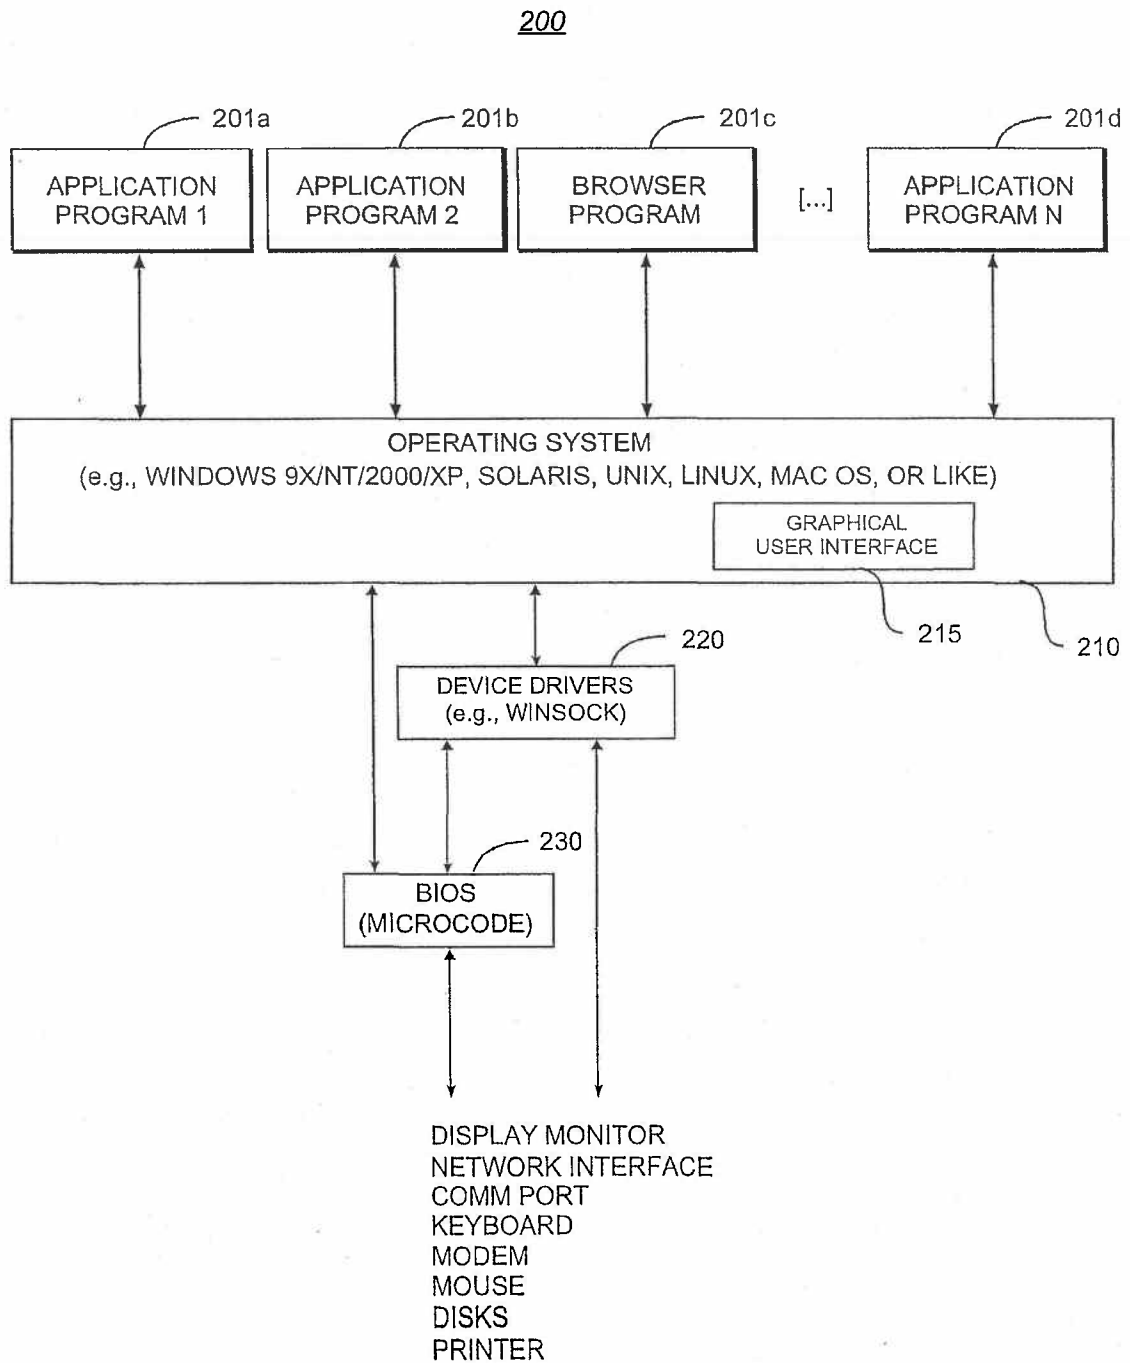 200
201a
201b
201c
201d
APPLICATION
PROGRAM 1
APPLICATION
PROGRAM 2
BROWSER
PROGRAM
[...]
APPLICATION
PROGRAM N
OPERATING SYSTEM
(e.g., WINDOWS 9X/NT/2000/XP, SOLARIS, UNIX, LINUX, MAC OS, OR LIKE)
GRAPHICAL
USER INTERFACE
215
210
220
DEVICE DRIVERS
(e.g., WINSOCK)
230
BIOS
(MICROCODE)
DISPLAY MONITOR
NETWORK INTERFACE
COMM PORT
KEYBOARD
MODEM
MOUSE
DISKS
PRINTER